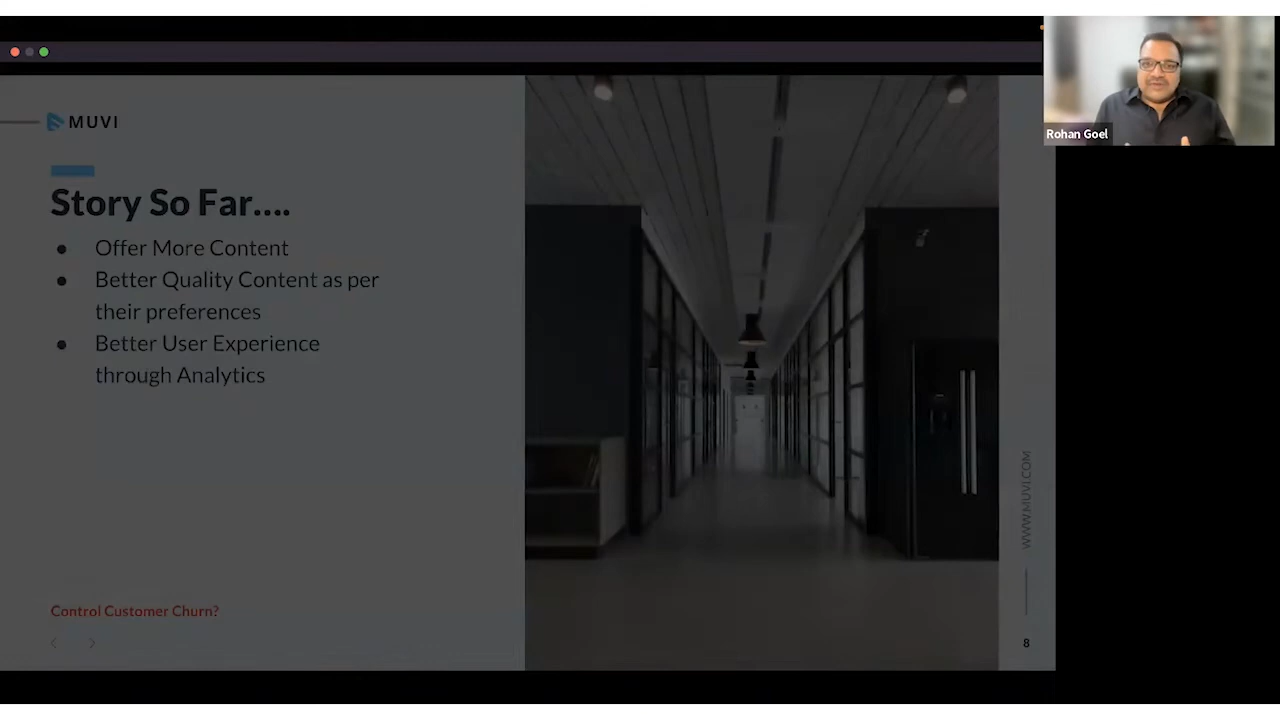 MUVI
Story So Far....
● Offer More Content
● Better Quality Content as per
their preferences
● Better User Experience
through Analytics
Control Customer Churn?
WWW.MUVI.COM
8
Rohan Goel